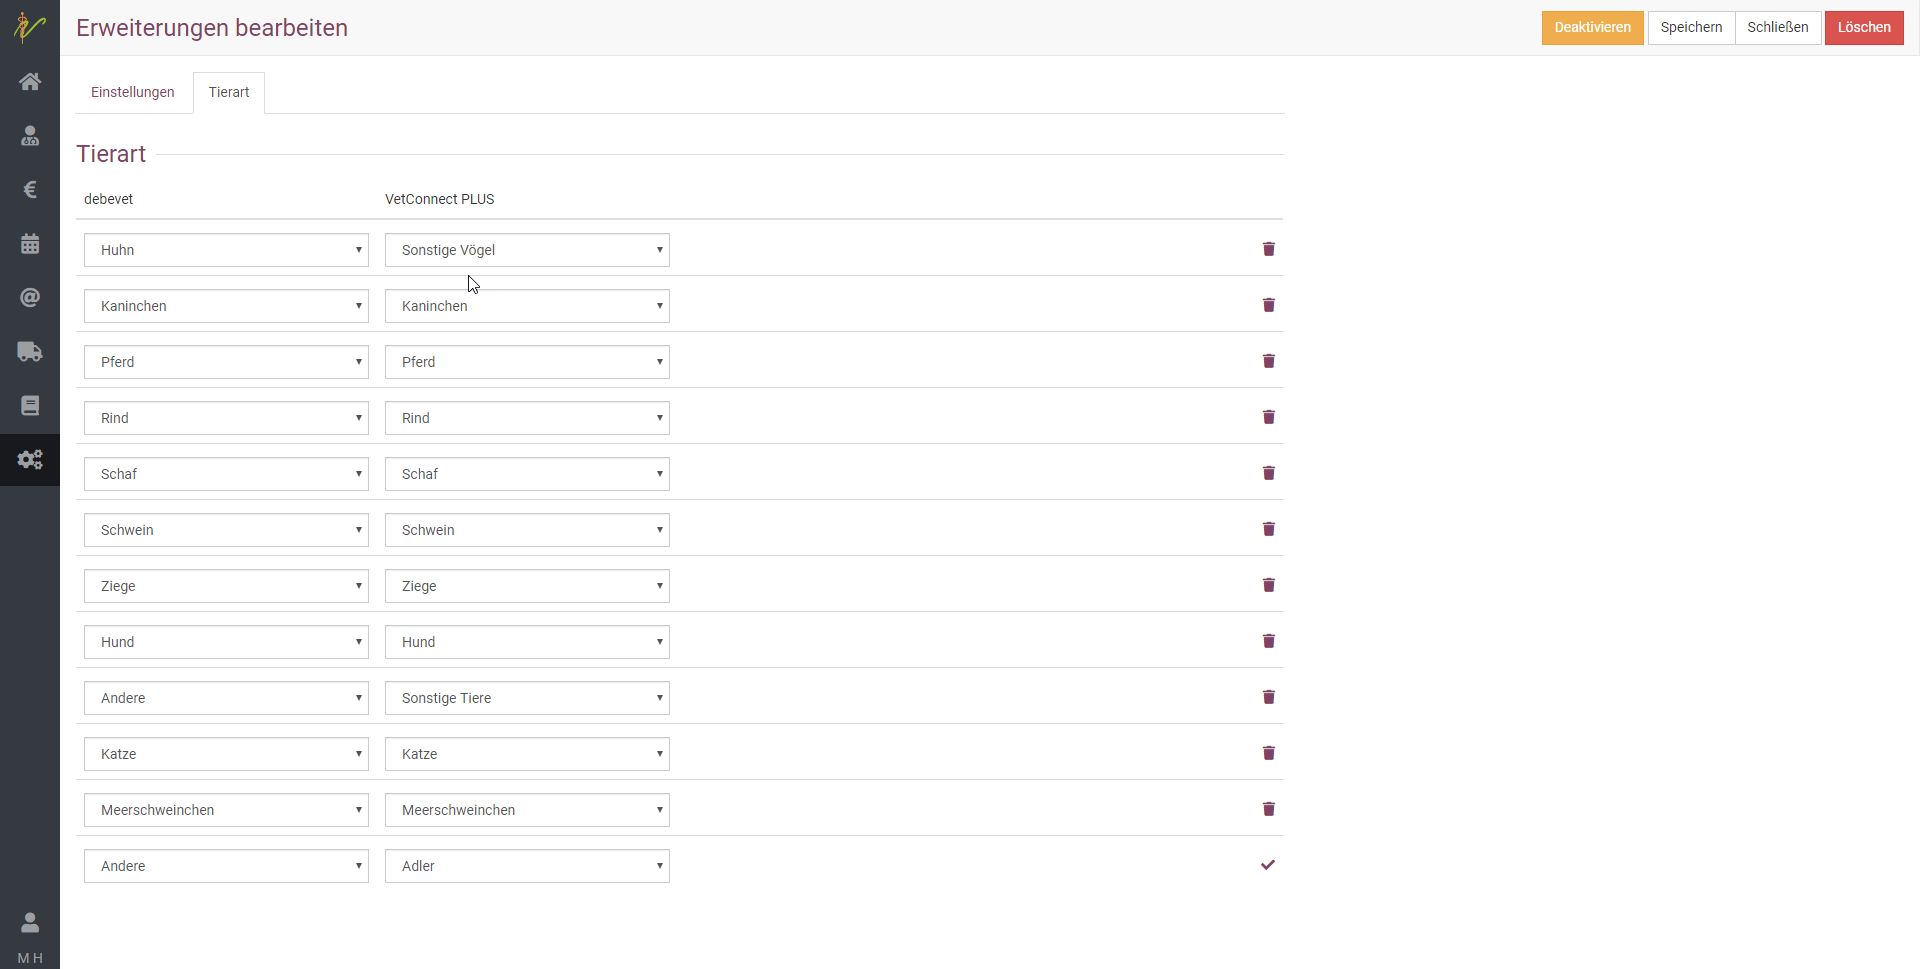 Erweiterungen bearbeiten
Deaktivieren Speichern Schließen Löschen
Einstellungen Tierart
Tierart
debevet VetConnect PLUS
Huhn Sonstige Vögel
Kaninchen Kaninchen
Pferd Pferd
Rind Rind
Schaf Schaf
Schwein Schwein
Ziege Ziege
Hund Hund
Andere Sonstige Tiere
Katze Katze
Meerschweinchen Meerschweinchen
Andere Adler
M H